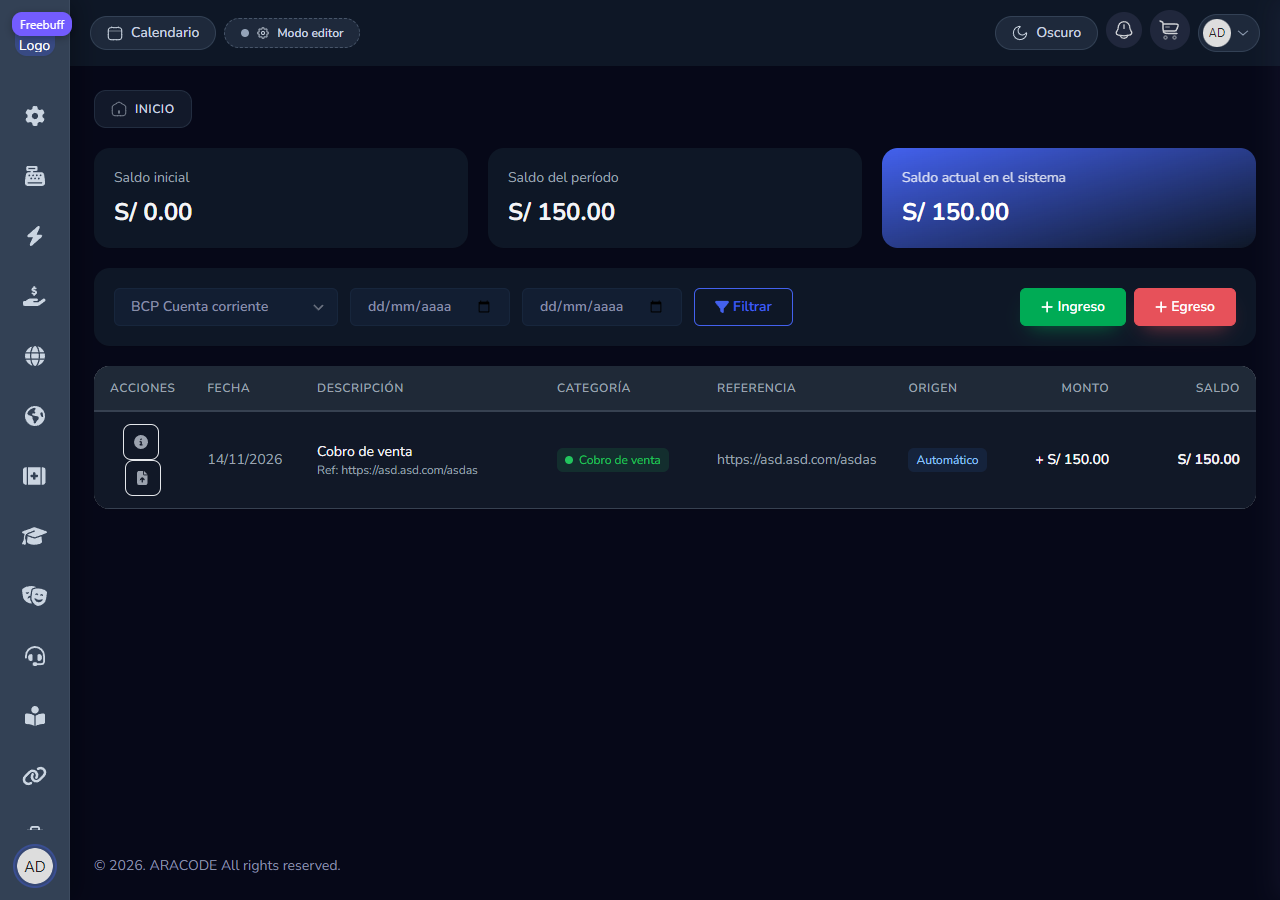 Freebuff
Logo
Calendario
Modo editor
Oscuro
AD
INICIO
Saldo inicial
S/ 0.00
Saldo del período
S/ 150.00
Saldo actual en el sistema
S/ 150.00
BCP Cuenta corriente
dd/mm/aaaa
dd/mm/aaaa
Filtrar
+ Ingreso
+ Egreso
ACCIONES FECHA DESCRIPCIÓN CATEGORÍA REFERENCIA ORIGEN MONTO SALDO
14/11/2026
Cobro de venta
Ref: https://asd.asd.com/asdas
Cobro de venta
https://asd.asd.com/asdas
Automático
+ S/ 150.00
S/ 150.00
AD
© 2026. ARACODE All rights reserved.